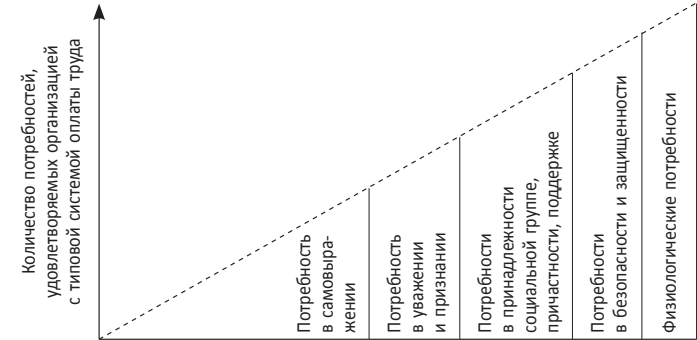 Количество потребностей,
удовлетворяемых организацией
с типовой системой оплаты труда
Потребность
в самовыра-
жении
Потребность
в уважении
и признании
Потребности
в принадлежности
социальной группе,
причастности, поддержке
Потребности
в безопасности и защищенности
Физиологические потребности